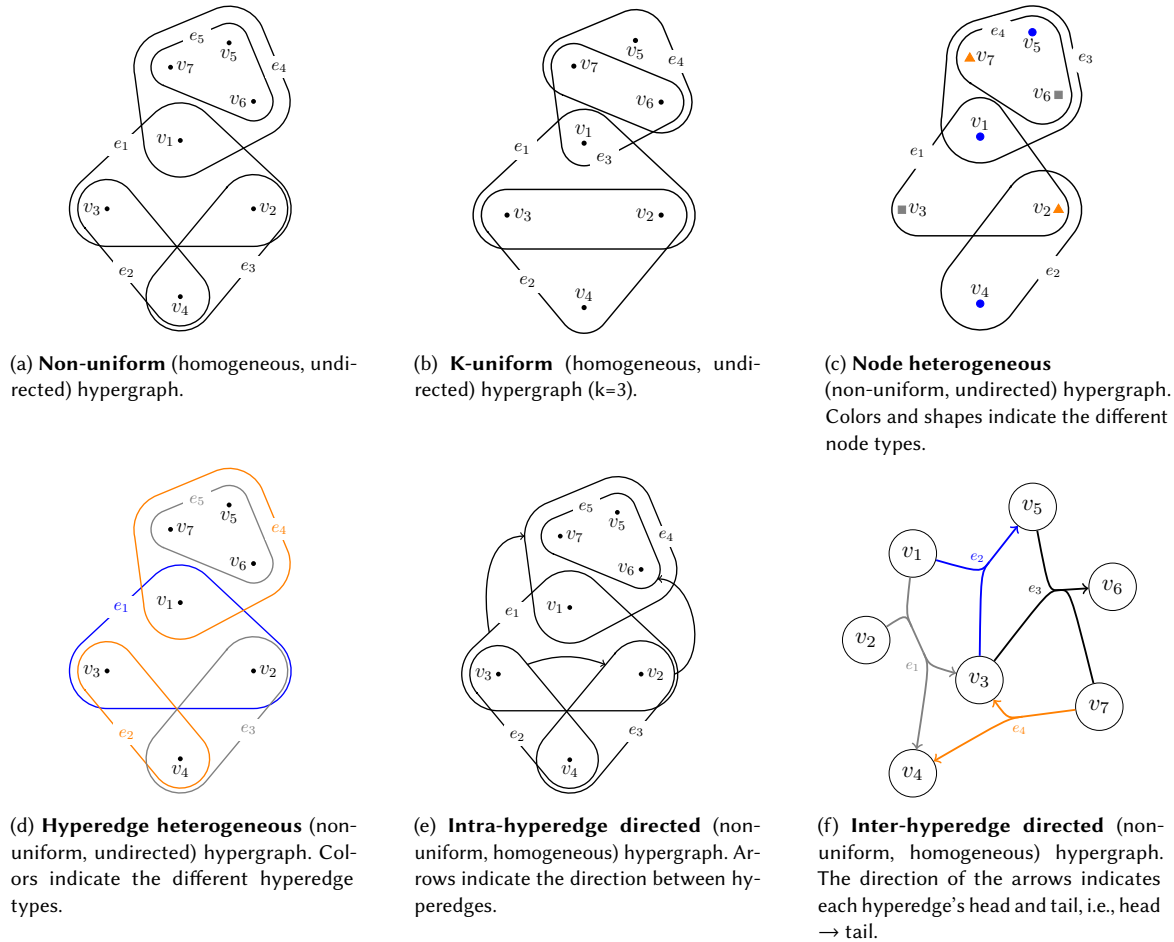 e5
v5
v7
e4
v6
v1
e1
v3
v2
e2
e3
v4
(a) Non-uniform (homogeneous, undi-
rected) hypergraph.
v5
v7
e4
v6
v1
e1
e3
v3
v2
e2
v4
(b) K-uniform (homogeneous, undi-
rected) hypergraph (k=3).
e4
v5
e3
v7
v6
v1
e1
v3
v2
e2
v4
(c) Node heterogeneous
(non-uniform, undirected) hypergraph.
Colors and shapes indicate the different
node types.
e5
v5
v7
e4
v6
v1
e1
v3
v2
e2
e3
v4
(d) Hyperedge heterogeneous (non-
uniform, undirected) hypergraph. Col-
ors indicate the different hyperedge
types.
e5
v5
v7
e4
v6
v1
e1
v3
v2
e2
e3
v4
(e) Intra-hyperedge directed (non-
uniform, homogeneous) hypergraph. Ar-
rows indicate the direction between hy-
peredges.
v5
v1
e2
v6
e3
v2
e1
v3
v7
e4
v4
(f) Inter-hyperedge directed (non-
uniform, homogeneous) hypergraph.
The direction of the arrows indicates
each hyperedge's head and tail, i.e., head
→ tail.